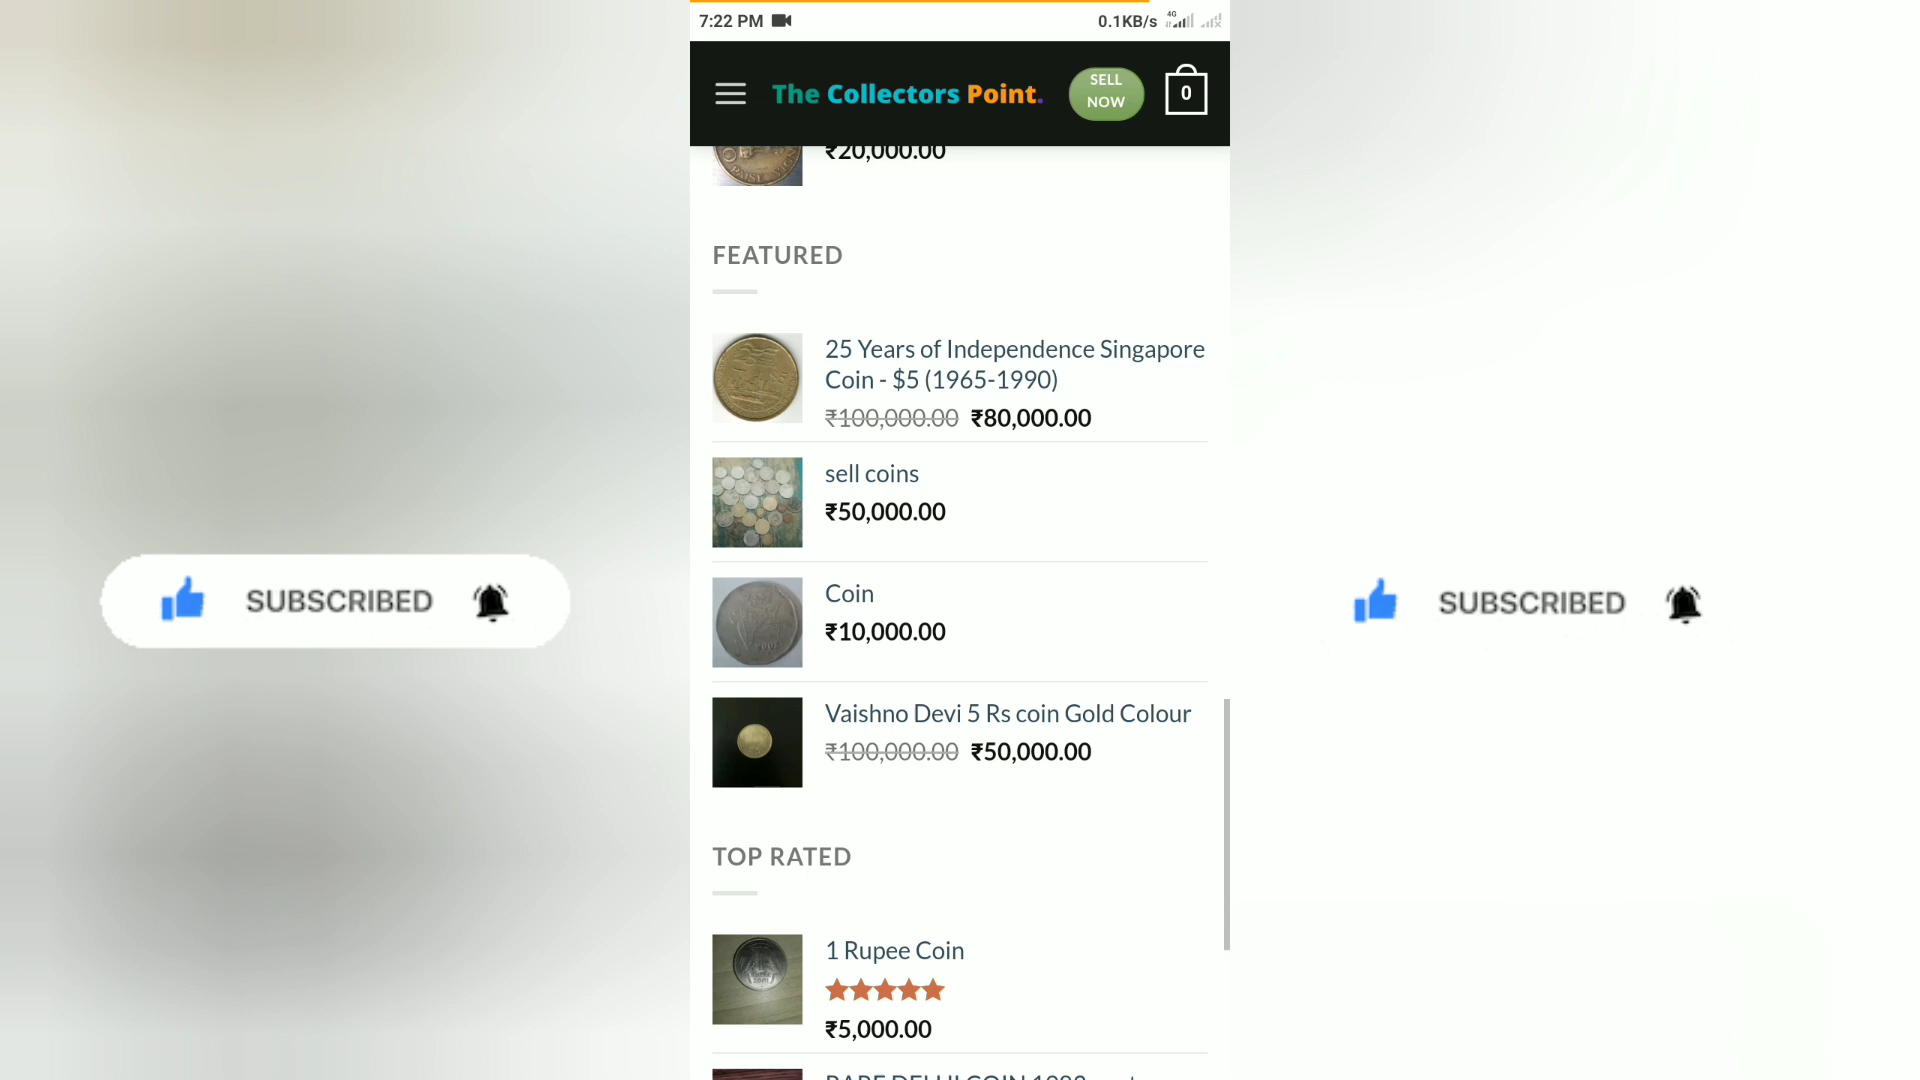 7:22 PM
0.1KB/s
4G
The Collectors Point.
SELL
NOW
0
PAISE
₹20,000.00
FEATURED
25 Years of Independence Singapore
Coin - $5 (1965-1990)
₹100,000.00 ₹80,000.00
sell coins
₹50,000.00
Coin
₹10,000.00
Vaishno Devi 5 Rs coin Gold Colour
₹100,000.00 ₹50,000.00
SUBSCRIBED
SUBSCRIBED
TOP RATED
1 Rupee Coin
₹5,000.00